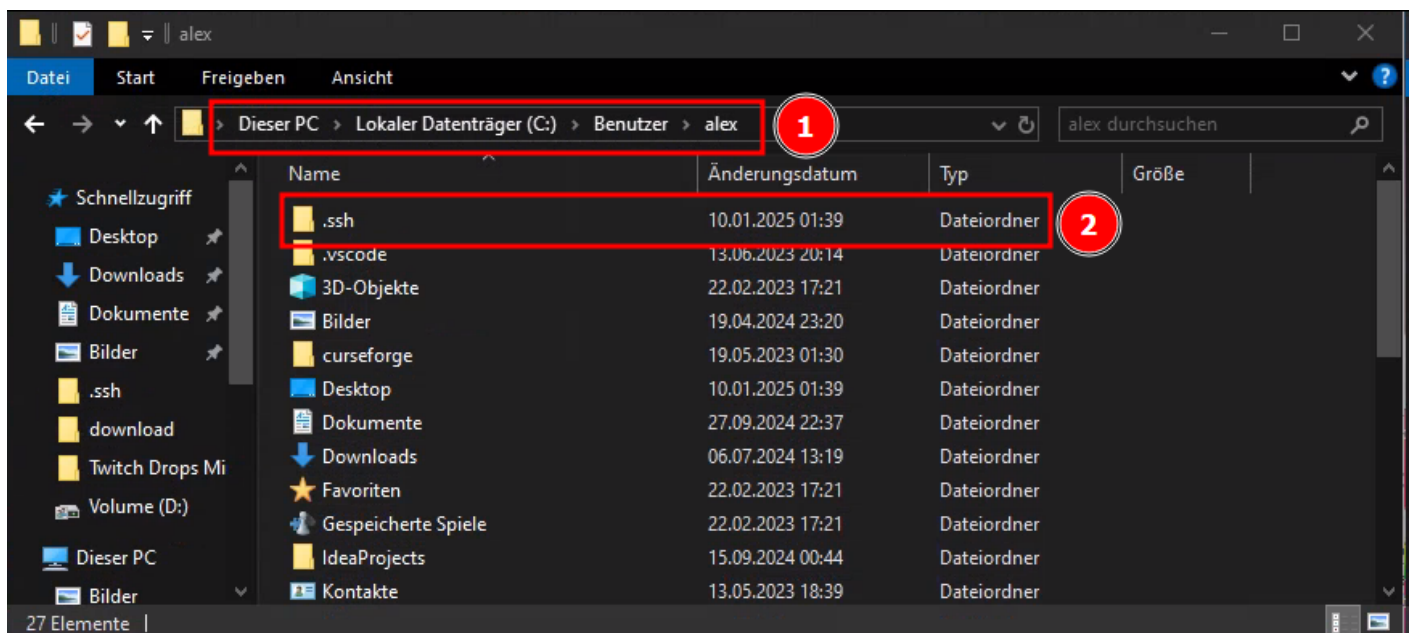 alex
Datei Start Freigeben Ansicht
Dieser PC > Lokaler Datenträger (C:) > Benutzer > alex 1 alex durchsuchen
Name Änderungsdatum Typ Größe
Schnellzugriff
Desktop
Downloads
Dokumente
Bilder
.ssh
download
Twitch Drops Mi
Volume (D:)
Dieser PC
Bilder
.ssh 10.01.2025 01:39 Dateiordner 2
.vscode 13.06.2023 20:14 Dateiordner
3D-Objekte 22.02.2023 17:21 Dateiordner
Bilder 19.04.2024 23:20 Dateiordner
curseforge 19.05.2023 01:30 Dateiordner
Desktop 10.01.2025 01:39 Dateiordner
Dokumente 27.09.2024 22:37 Dateiordner
Downloads 06.07.2024 13:19 Dateiordner
Favoriten 22.02.2023 17:21 Dateiordner
Gespeicherte Spiele 22.02.2023 17:21 Dateiordner
IdeaProjects 15.09.2024 00:44 Dateiordner
Kontakte 13.05.2023 18:39 Dateiordner
27 Elemente